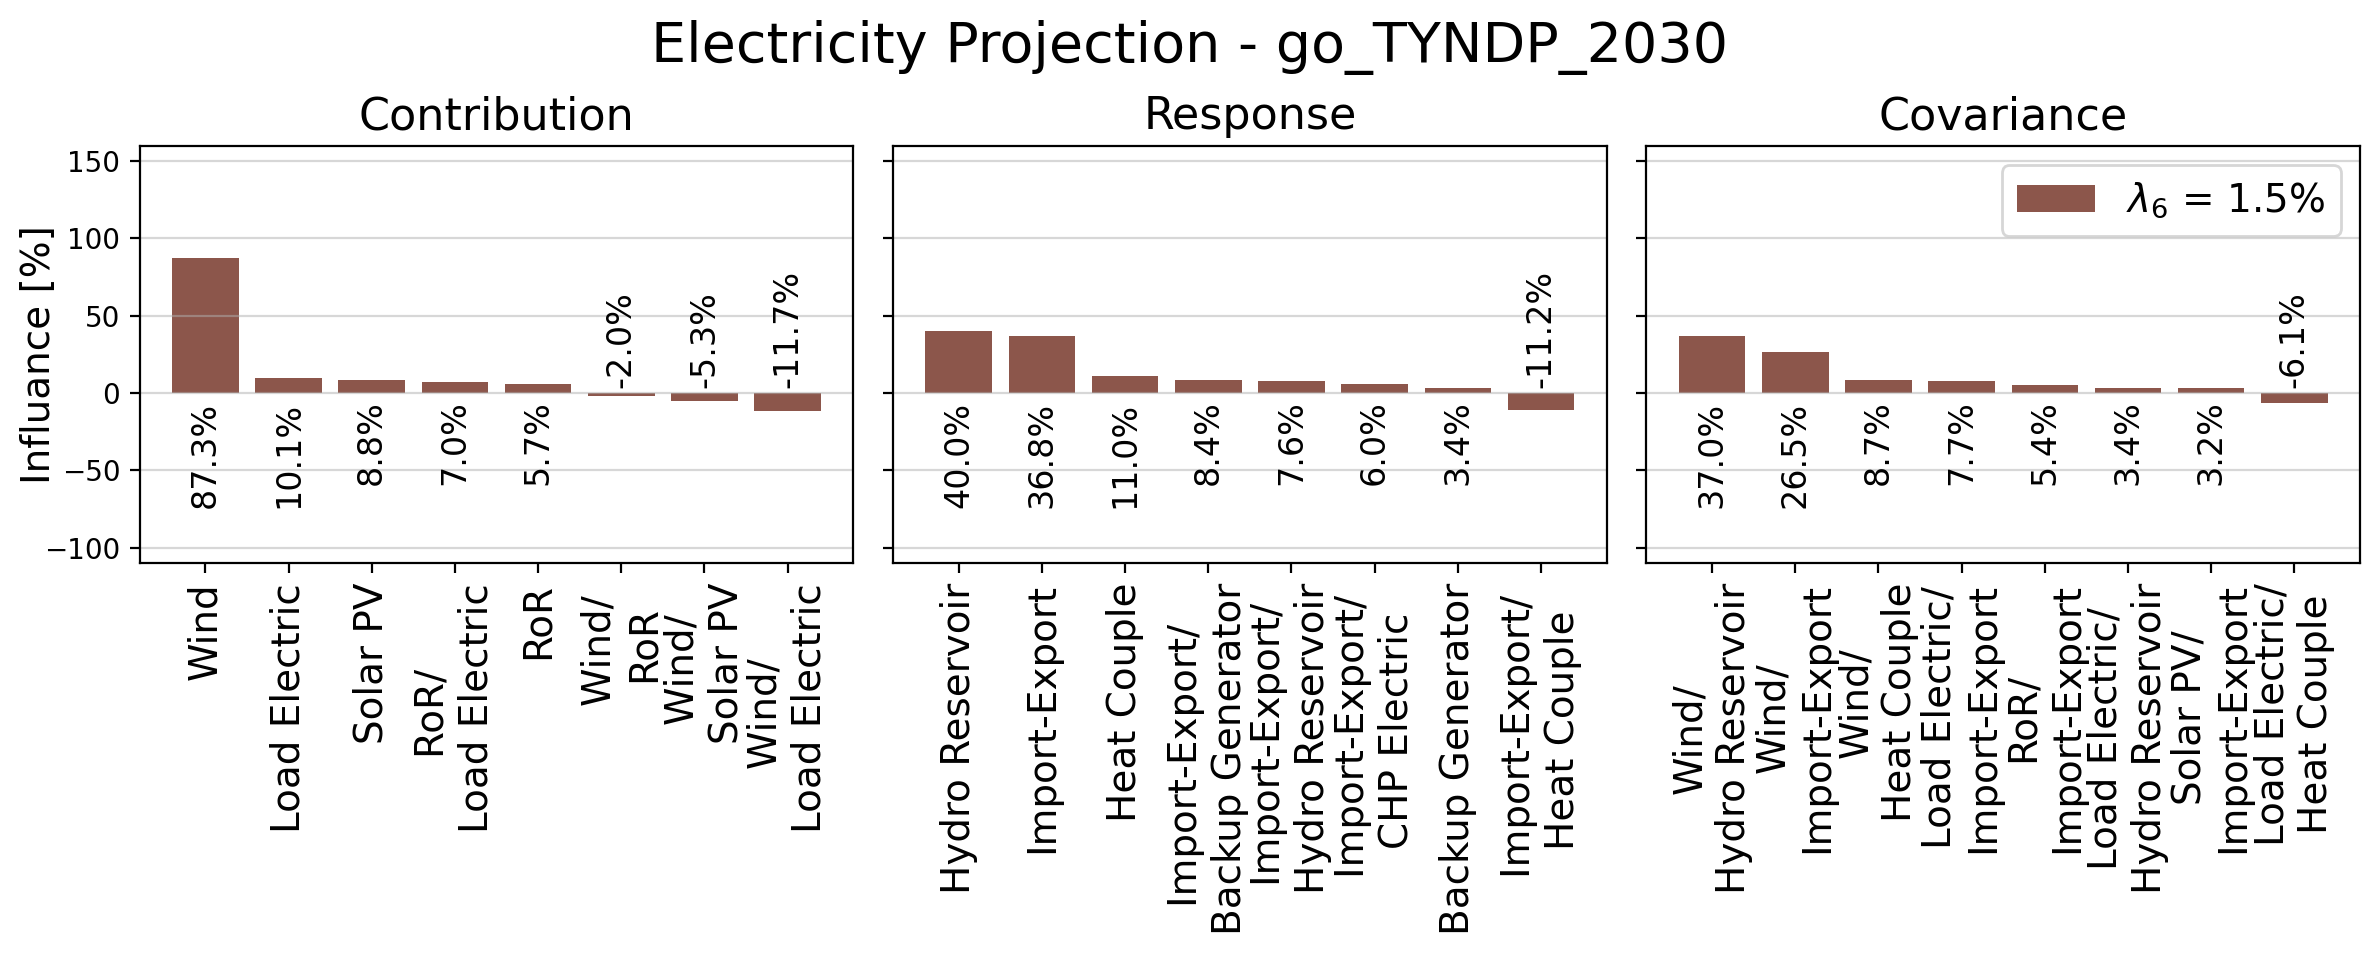 Electricity Projection - go_TYNDP_2030
Contribution
Influance [%]
150
100
50
0
−50
−100
87.3%
10.1%
8.8%
7.0%
5.7%
-2.0%
-5.3%
-11.7%
Wind
Load Electric
Solar PV
RoR/
Load Electric
RoR
Wind/
RoR
Wind/
Solar PV
Wind/
Load Electric
Response
40.0%
36.8%
11.0%
8.4%
7.6%
6.0%
3.4%
-11.2%
Hydro Reservoir
Import-Export
Heat Couple
Import-Export/
Backup Generator
Import-Export/
Hydro Reservoir
Import-Export/
CHP Electric
Backup Generator
Import-Export/
Heat Couple
Covariance
λ₆ = 1.5%
37.0%
26.5%
8.7%
7.7%
5.4%
3.4%
3.2%
-6.1%
Wind/
Hydro Reservoir
Wind/
Import-Export
Wind/
Heat Couple
Load Electric/
Import-Export
RoR/
Import-Export
Load Electric/
Hydro Reservoir
Solar PV/
Import-Export
Load Electric/
Heat Couple